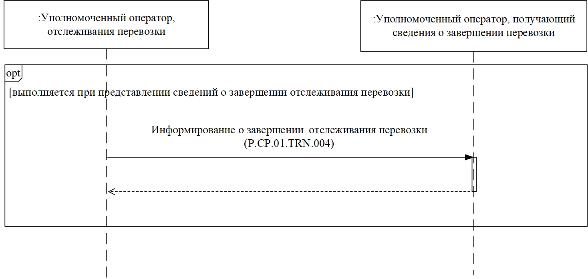 :Уполномоченный оператор,
отслеживания перевозки
:Уполномоченный оператор, получающий
сведения о завершении перевозки
opt
[выполняется при представлении сведений о завершении отслеживания перевозки]
Информирование о завершении отслеживания перевозки
(P.CP.01.TRN.004)